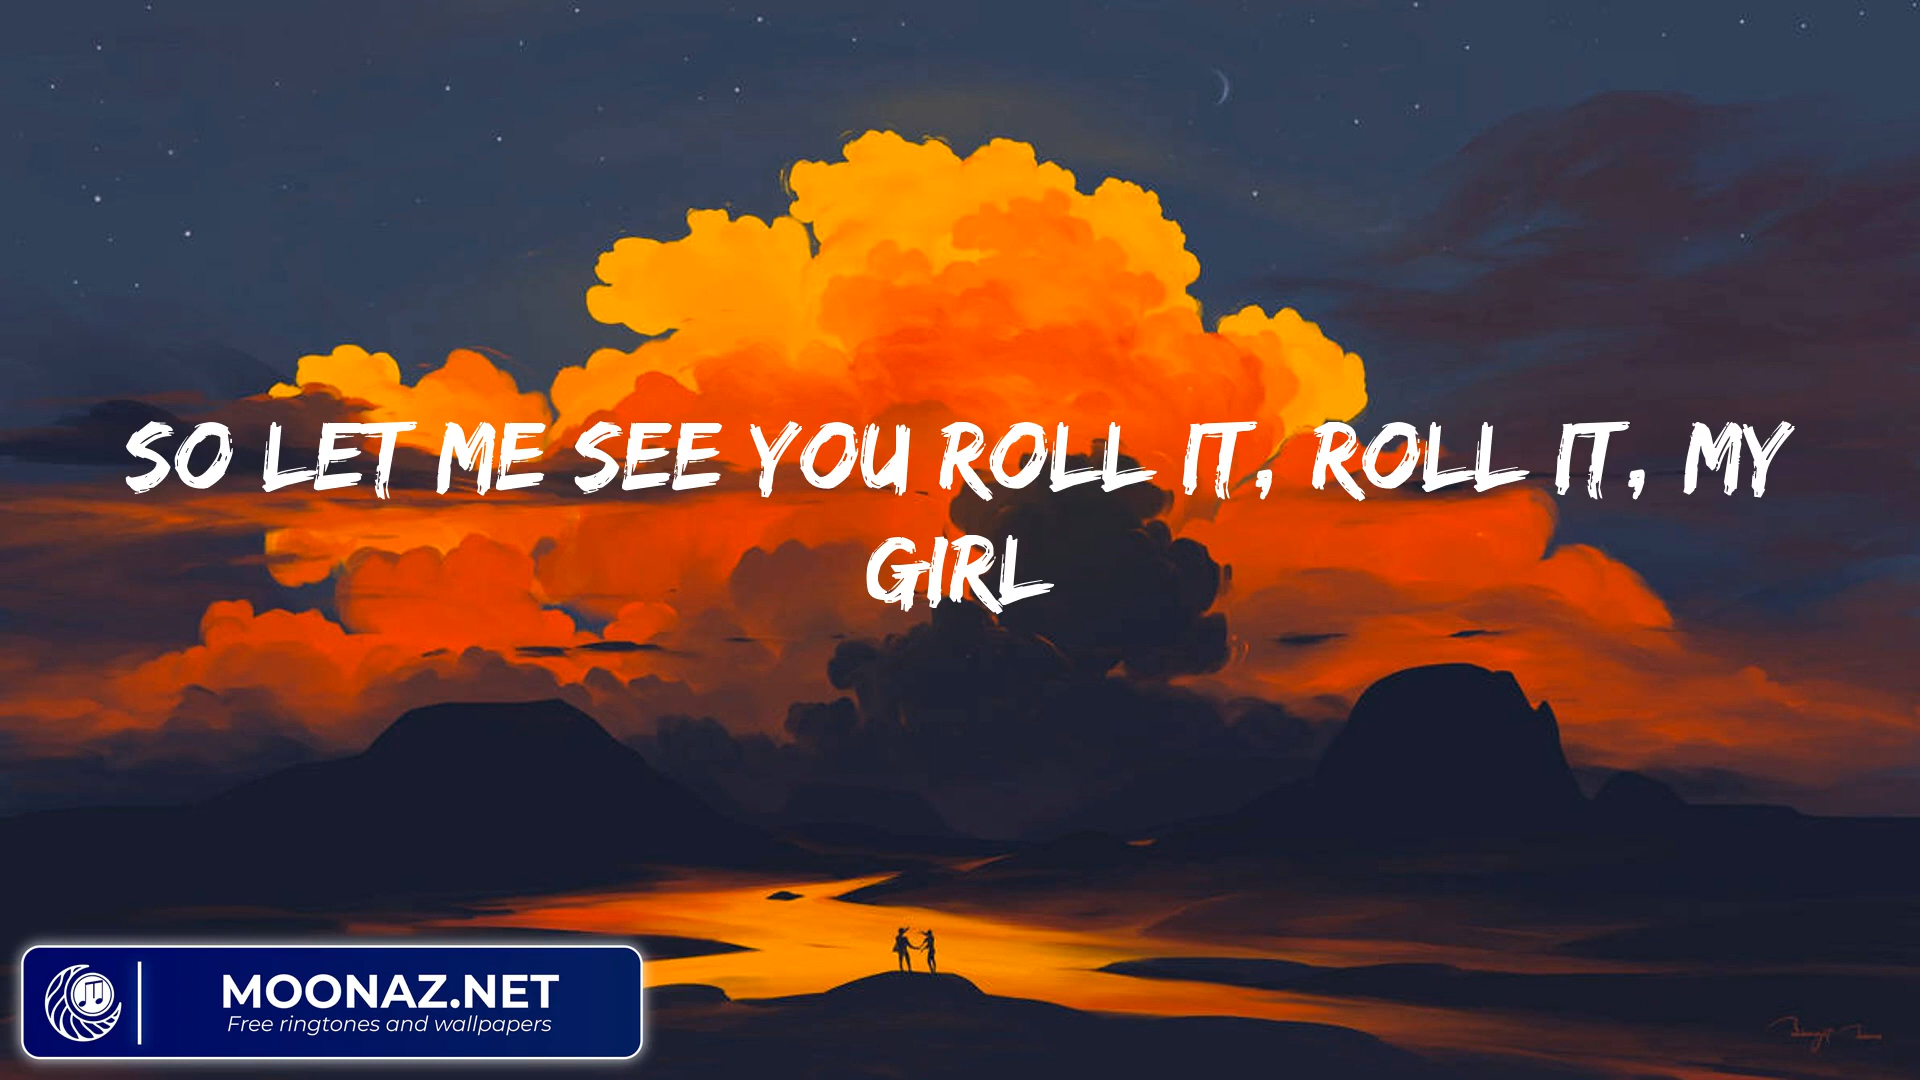 SO LET ME SEE YOU ROLL IT, ROLL IT, MY
GIRL
MOONAZ.NET
Free ringtones and wallpapers